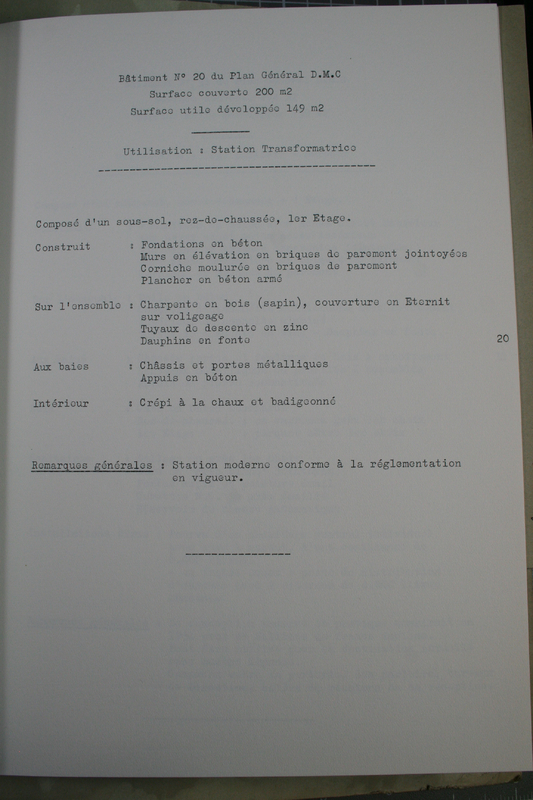 Bâtiment N° 20 du Plan Général D.M.C
Surface couverte 200 m2
Surface utile développée 149 m2
Utilisation : Station Transformatrice
Composé d'un sous-sol, rez-de-chaussée, 1er Etage.
Construit : Fondations en béton
Murs en élévation en briques de parement jointoyées
Corniche moulurée en briques de parement
Plancher en béton armé
Sur l'ensemble : Charpente en bois (sapin), couverture en Eternit
sur voligeage
Tuyaux de descente en zinc
Dauphins en fonte
20
Aux baies : Châssis et portes métalliques
Appuis en béton
Intérieur : Crépi à la chaux et badigeonné
Remarques générales : Station moderne conforme à la réglementation
en vigueur.